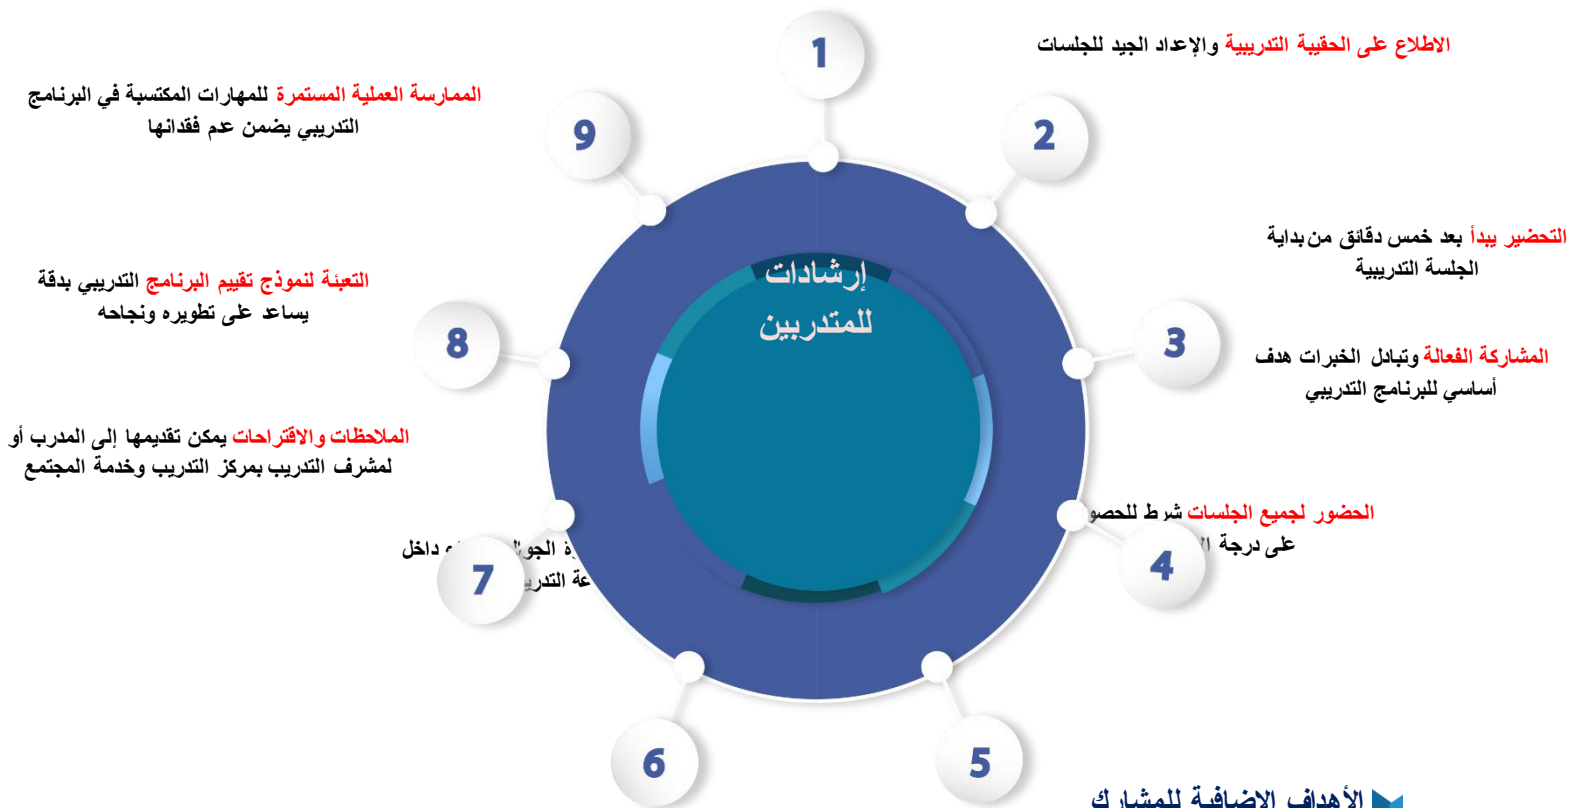 إرشادات
للمتدربين
1
الاطلاع على الحقيبة التدريبية والإعداد الجيد للجلسات
2
التحضير يبدأ بعد خمس دقائق من بداية
الجلسة التدريبية
3
المشاركة الفعالة وتبادل الخبرات هدف
أساسي للبرنامج التدريبي
4
الحضور لجميع الجلسات شرط
على درجة
5
6
7
داخل
الملاحظات والاقتراحات يمكن تقديمها إلى المدرب أو
لمشرف التدريب بمركز التدريب وخدمة المجتمع
8
التعبئة لنموذج تقييم البرنامج التدريبي بدقة
يساعد على تطويره ونجاحه
9
الممارسة العملية المستمرة للمهارات المكتسبة في البرنامج
التدريبي يضمن عدم فقدانها
الأهداف الإضافية للمشارك